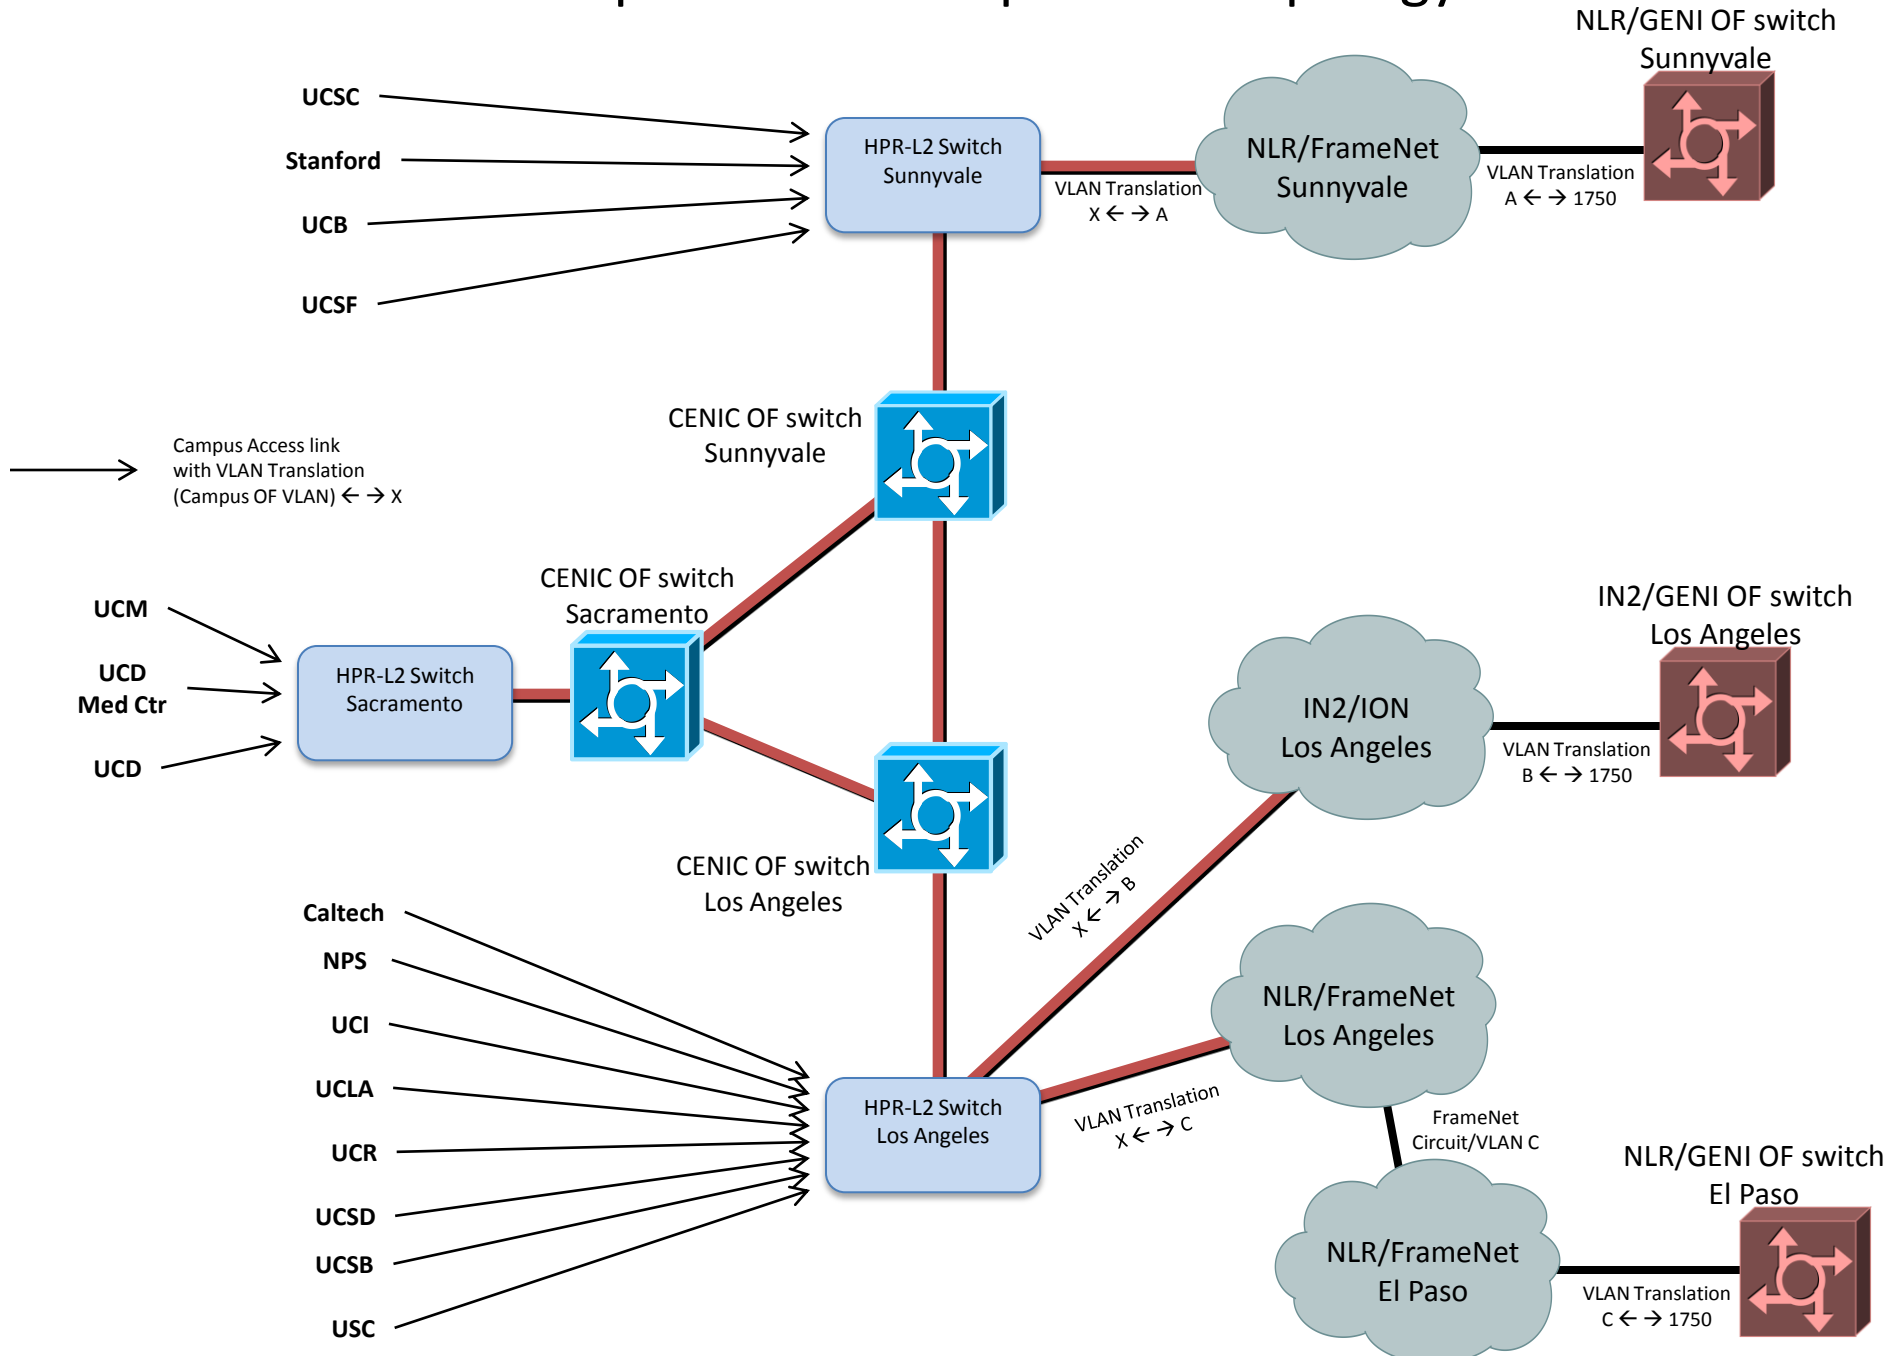 NLR/GENI OF switch
Sunnyvale
UCSC
Stanford
UCB
UCSF
HPR-L2 Switch
Sunnyvale
VLAN Translation
X ← → A
NLR/FrameNet
Sunnyvale
VLAN Translation
A ← → 1750
CENIC OF switch
Sunnyvale
Campus Access link
with VLAN Translation
(Campus OF VLAN) ← → X
CENIC OF switch
Sacramento
UCM
UCD
Med Ctr
UCD
HPR-L2 Switch
Sacramento
IN2/GENI OF switch
Los Angeles
IN2/ION
Los Angeles
VLAN Translation
B ← → 1750
CENIC OF switch
Los Angeles
VLAN Translation
X ← → B
Caltech
NPS
UCI
UCLA
UCR
UCSD
UCSB
USC
HPR-L2 Switch
Los Angeles
VLAN Translation
X ← → C
NLR/FrameNet
Los Angeles
FrameNet
Circuit/VLAN C
NLR/GENI OF switch
El Paso
NLR/FrameNet
El Paso
VLAN Translation
C ← → 1750